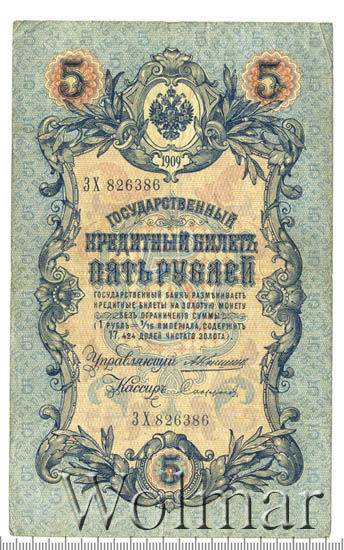 5 5
1909
ЗХ 826386
ГОСУДАРСТВЕННЫЙ
КРЕДИТНЫЙ БИЛЕТЪ
ПЯТЬ РУБЛЕЙ
ГОСУДАРСТВЕННЫЙ БАНКЪ РАЗМѢНИВАЕТЪ
КРЕДИТНЫЕ БИЛЕТЫ НА ЗОЛОТУЮ МОНЕТУ
БЕЗЪ ОГРАНИЧЕНІЯ СУММЫ
(1 РУБЛЬ = 1/15 ИМПЕРІАЛА, СОДЕРЖИТЪ
17,424 ДОЛЕЙ ЧИСТАГО ЗОЛОТА).
Управляющій
Кассиръ
ЗХ 826386
5
Wolmar